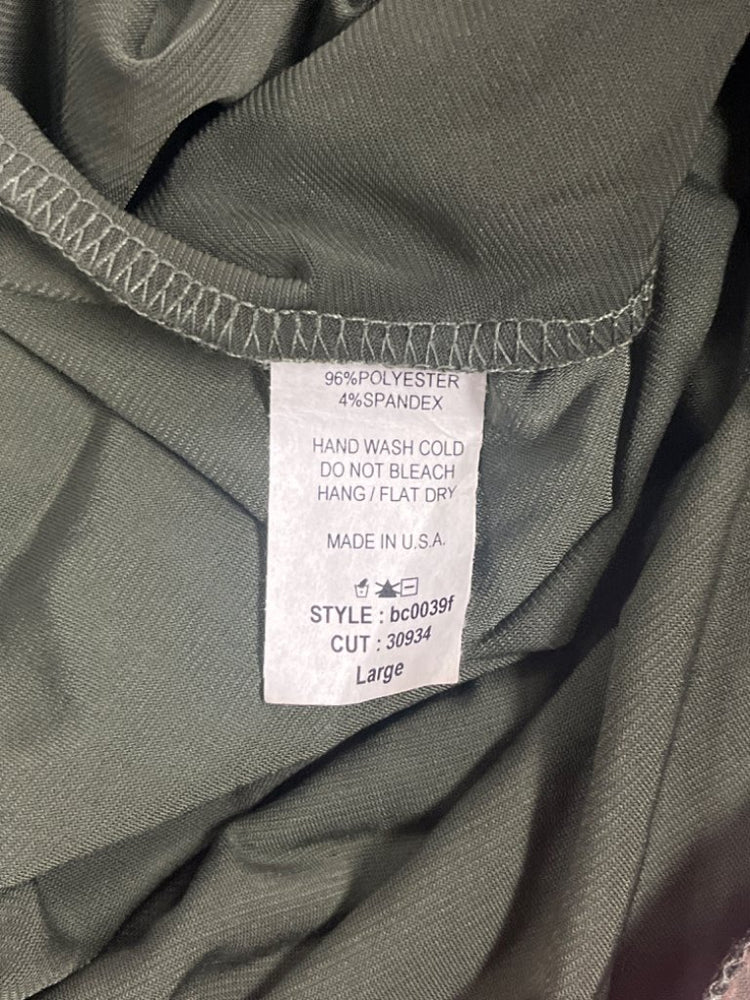 96%POLYESTER
4%SPANDEX
HAND WASH COLD
DO NOT BLEACH
HANG / FLAT DRY
MADE IN U.S.A.
STYLE : bc0039f
CUT : 30934
Large